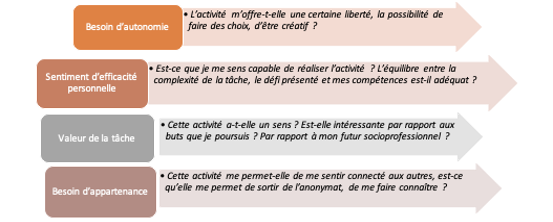 Besoin d'autonomie
• L'activité m'offre-t-elle une certaine liberté, la possibilité de
faire des choix, d'être créatif ?
Sentiment d'efficacité
personnelle
• Est-ce que je me sens capable de réaliser l'activité ? L'équilibre entre la
complexité de la tâche, le défi présenté et mes compétences est-il adéquat ?
Valeur de la tâche
• Cette activité a-t-elle un sens ? Est-elle intéressante par rapport aux
buts que je poursuis ? Par rapport à mon futur socioprofessionnel ?
Besoin d'appartenance
• Cette activité me permet-elle de me sentir connecté aux autres, est-ce
qu'elle me permet de sortir de l'anonymat, de me faire connaître ?